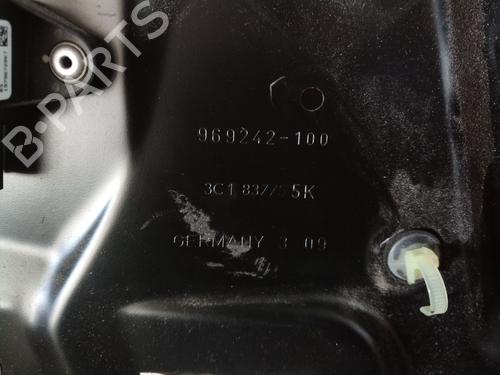 B-PARTS
969242-100
3C1 837755K
GERMANY 3 09